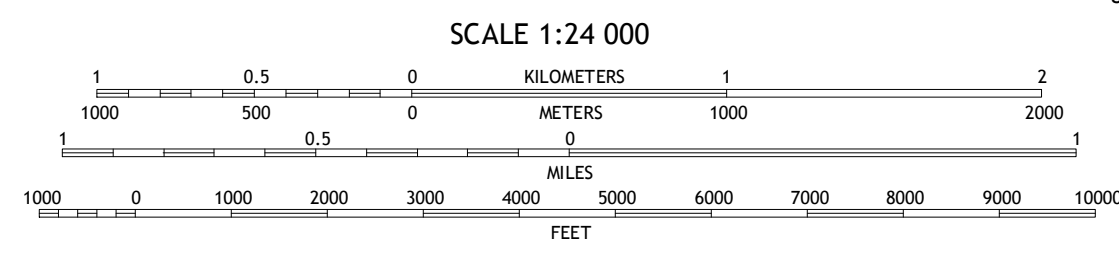 SCALE 1:24 000
1 0.5 0 KILOMETERS 1 2
1000 500 0 METERS 1000 2000
1 0.5 0 1
MILES
1000 0 1000 2000 3000 4000 5000 6000 7000 8000 9000 10000
FEET